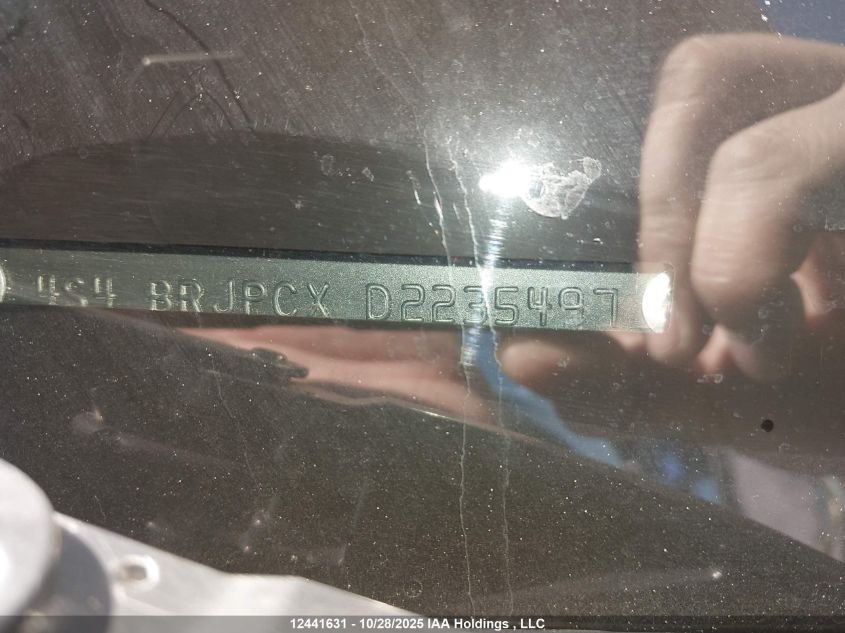 4S4 BRJPCX D2235497
12441631 - 10/28/2025 IAA Holdings , LLC